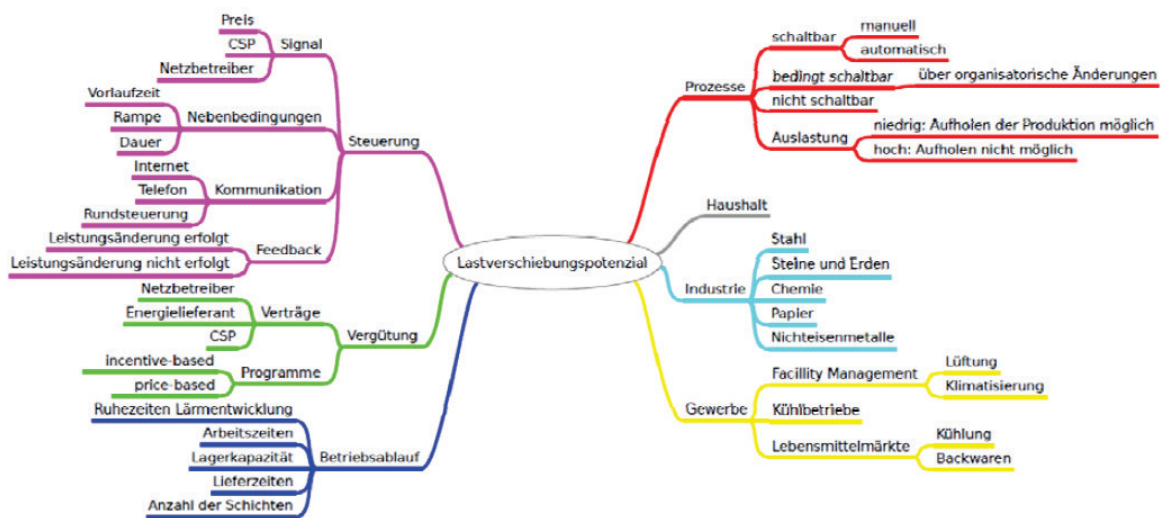 Preis
CSP
Netzbetreiber
Signal
Vorlaufzeit
Rampe
Dauer
Nebenbedingungen
Internet
Telefon
Rundsteuerung
Kommunikation
Leistungsänderung erfolgt
Leistungsänderung nicht erfolgt
Feedback
Steuerung
Netzbetreiber
Energielieferant
CSP
Verträge
incentive-based
price-based
Programme
Vergütung
Ruhezeiten Lärmentwicklung
Arbeitszeiten
Lagerkapazität
Lieferzeiten
Anzahl der Schichten
Betriebsablauf
Lastverschiebungspotenzial
Prozesse
schaltbar
manuell
automatisch
bedingt schaltbar
über organisatorische Änderungen
nicht schaltbar
Auslastung
niedrig: Aufholen der Produktion möglich
hoch: Aufholen nicht möglich
Haushalt
Industrie
Stahl
Steine und Erden
Chemie
Papier
Nichteisenmetalle
Gewerbe
Facillity Management
Lüftung
Klimatisierung
Kühlbetriebe
Lebensmittelmärkte
Kühlung
Backwaren